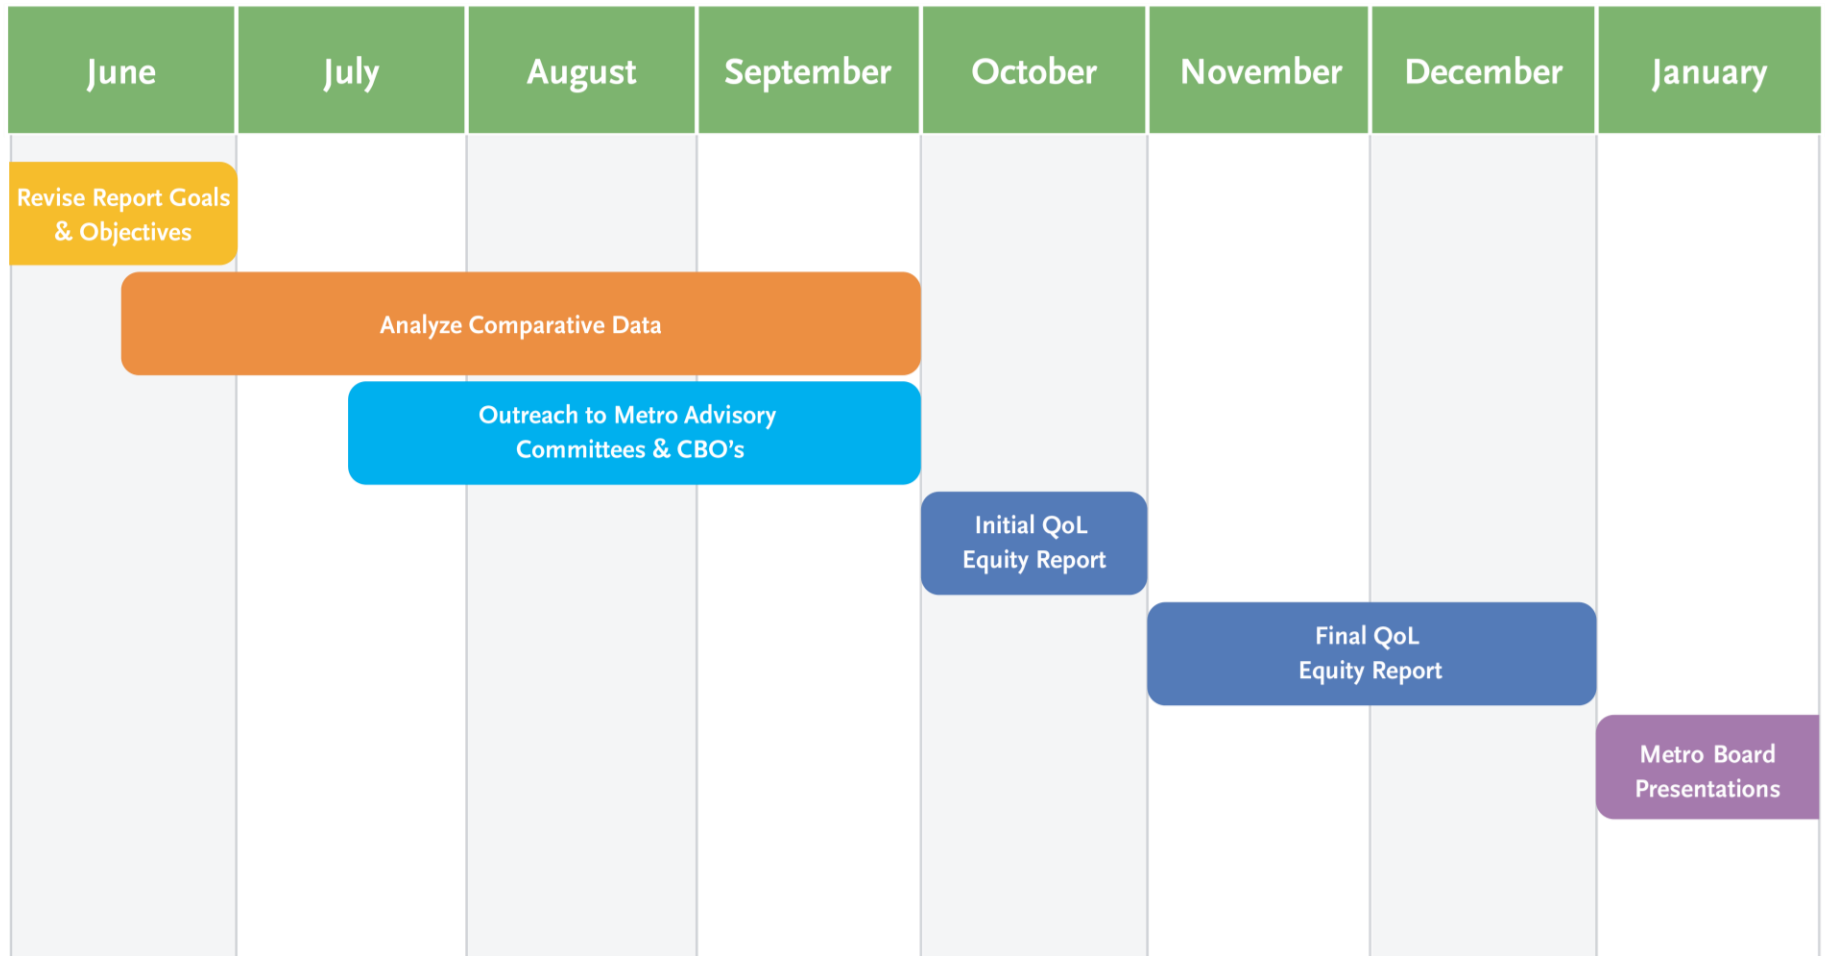 June July August September October November December January
Revise Report Goals
& Objectives
Analyze Comparative Data
Outreach to Metro Advisory
Committees & CBO’s
Initial QoL
Equity Report
Final QoL
Equity Report
Metro Board
Presentations